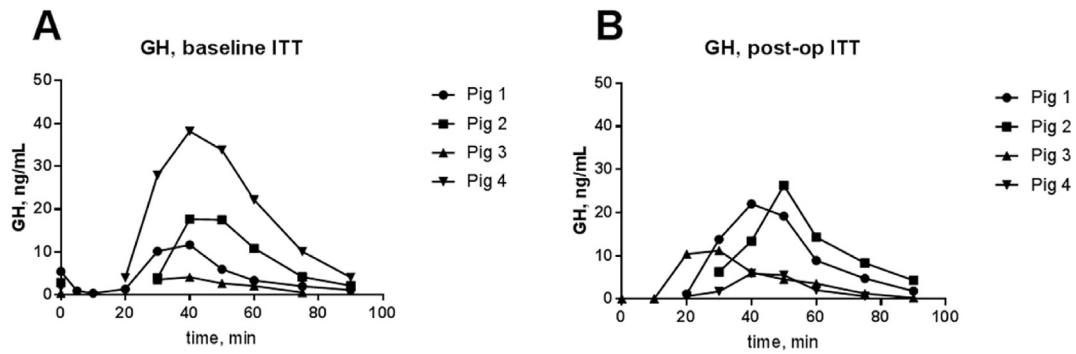 A
GH, baseline ITT
50
40
30
20
10
0
GH, ng/mL
0 20 40 60 80 100
time, min
Pig 1
Pig 2
Pig 3
Pig 4
B
GH, post-op ITT
50
40
30
20
10
0
GH, ng/mL
0 20 40 60 80 100
time, min
Pig 1
Pig 2
Pig 3
Pig 4